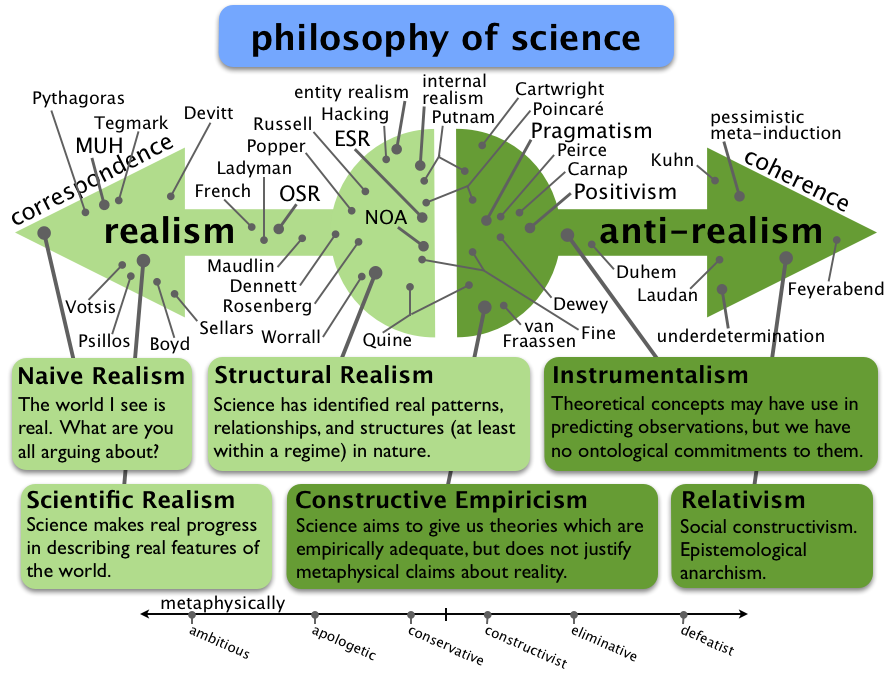 philosophy of science
Pythagoras
Tegmark
MUH
Devitt
correspondence
entity realism
Hacking
Russell
ESR
Popper
Ladyman
French
OSR
internal
realism
Putnam
Cartwright
Poincaré
Pragmatism
Peirce
Carnap
Positivism
Kuhn
pessimistic
meta-induction
coherence
realism
NOA
anti-realism
Maudlin
Dennett
Rosenberg
Worrall
Quine
Votsis
Psillos
Boyd
Sellars
Dewey
Fine
van
Fraassen
Duhem
Laudan
underdetermination
Feyerabend
Naive Realism
The world I see is
real. What are you
all arguing about?
Structural Realism
Science has identified real patterns,
relationships, and structures (at least
within a regime) in nature.
Instrumentalism
Theoretical concepts may have use in
predicting observations, but we have
no ontological commitments to them.
Scientific Realism
Science makes real progress
in describing real features of
the world.
Constructive Empiricism
Science aims to give us theories which are
empirically adequate, but does not justify
metaphysical claims about reality.
Relativism
Social constructivism.
Epistemological
anarchism.
metaphysically
ambitious
apologetic
conservative
constructivist
eliminative
defeatist